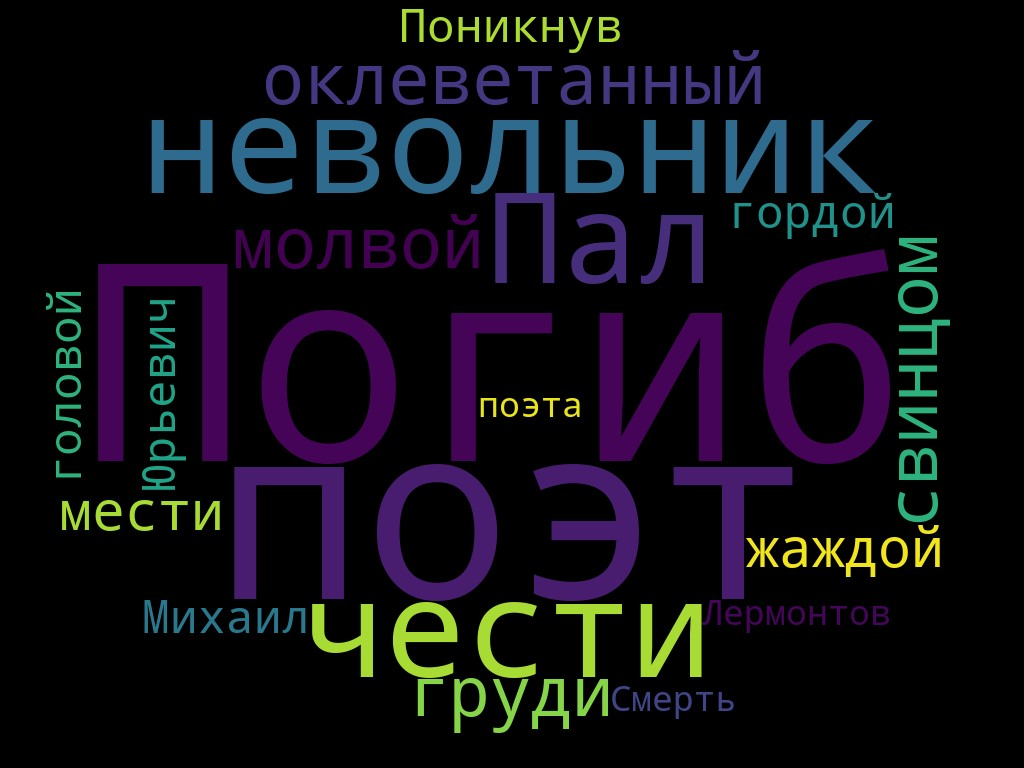 Поникнув
оклеветанный
невольник
молвой
Пал
гордой
Погиб
свинцом
головой
Юрьевич
поэта
поэт
мести
жаждой
Михаил
чести
Лермонтов
груди
Смерть